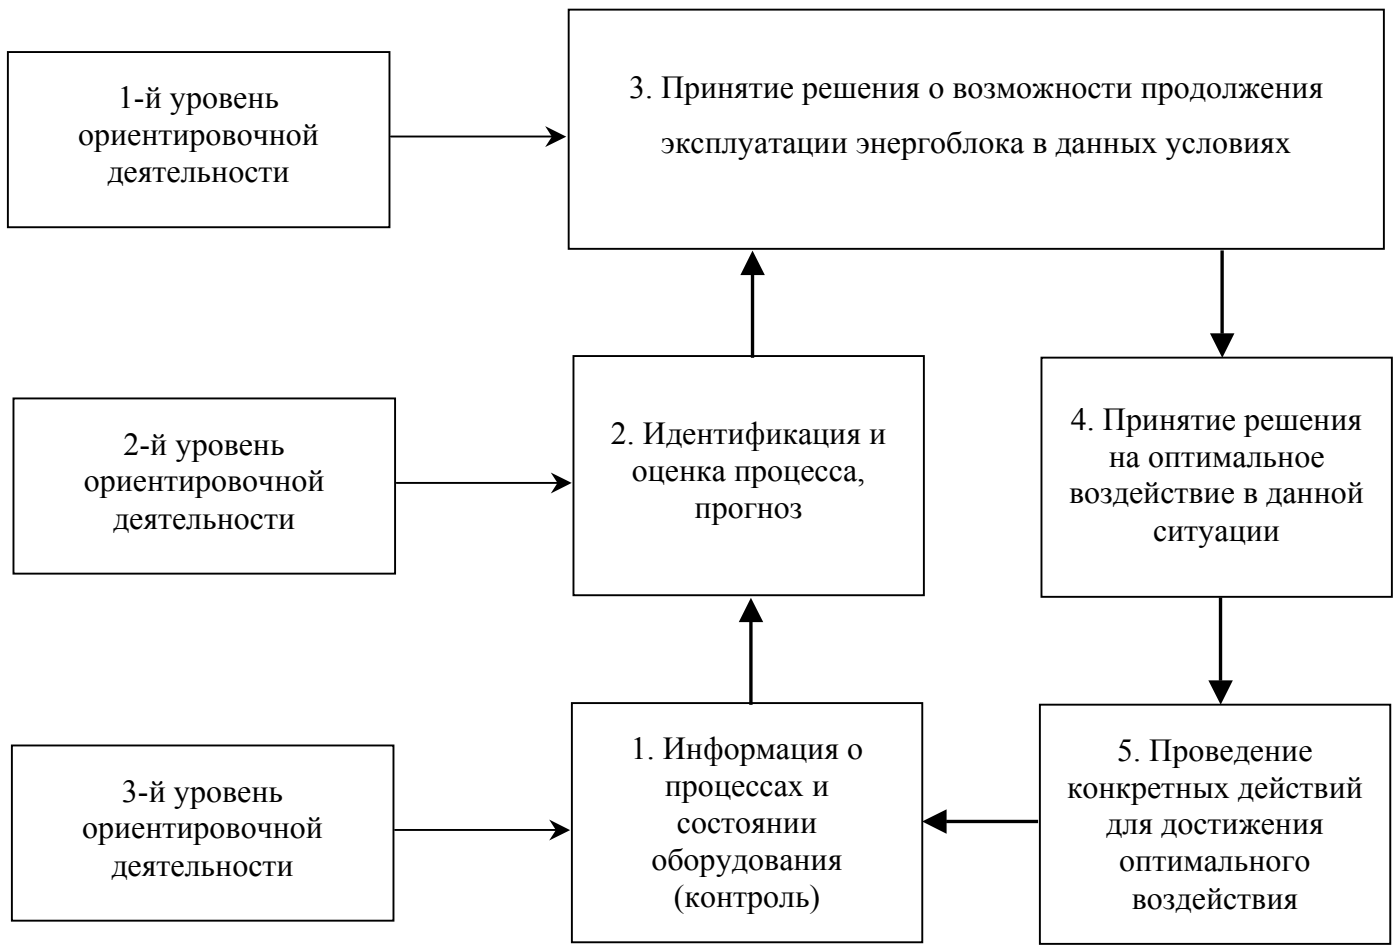 1-й уровень
ориентировочной
деятельности
3. Принятие решения о возможности продолжения
эксплуатации энергоблока в данных условиях
2-й уровень
ориентировочной
деятельности
2. Идентификация и
оценка процесса,
прогноз
4. Принятие решения
на оптимальное
воздействие в данной
ситуации
3-й уровень
ориентировочной
деятельности
1. Информация о
процессах и
состоянии
оборудования
(контроль)
5. Проведение
конкретных действий
для достижения
оптимального
воздействия